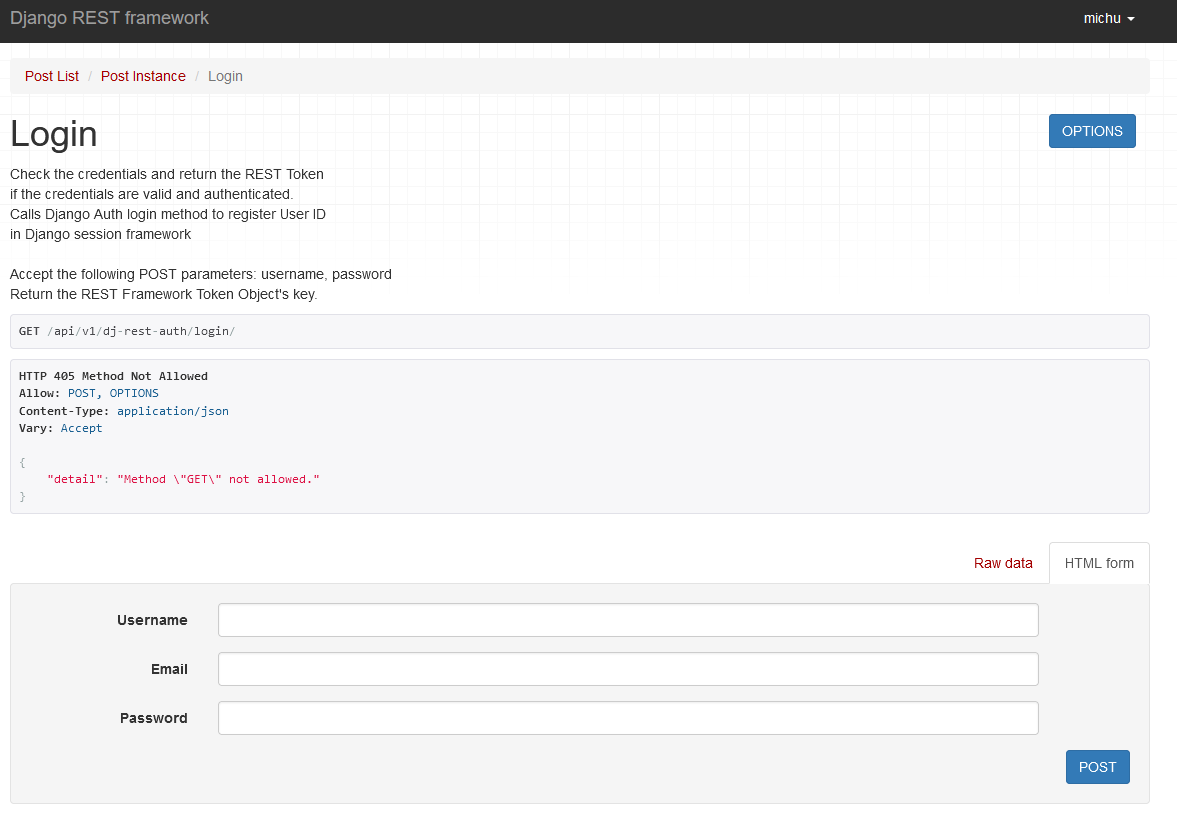 Django REST framework
michu
Post List / Post Instance / Login
Login
OPTIONS
Check the credentials and return the REST Token
if the credentials are valid and authenticated.
Calls Django Auth login method to register User ID
in Django session framework
Accept the following POST parameters: username, password
Return the REST Framework Token Object's key.
GET /api/v1/dj-rest-auth/login/
HTTP 405 Method Not Allowed
Allow: POST, OPTIONS
Content-Type: application/json
Vary: Accept
{
    "detail": "Method \"GET\" not allowed."
}
Raw data
HTML form
Username
Email
Password
POST